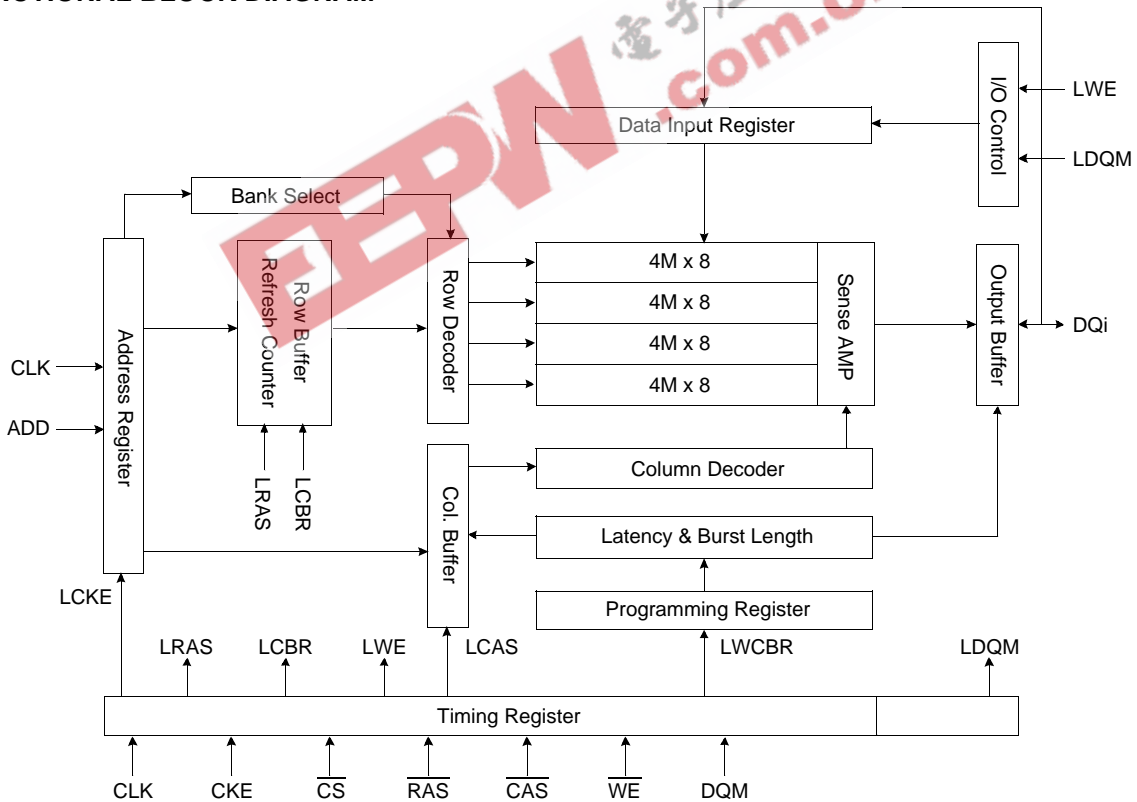 FUNCTIONAL BLOCK DIAGRAM
EEPW
.com.c
LWE
I/O Control
LDQM
Data Input Register
Bank Select
Address Register
Row Buffer
Refresh Counter
Row Decoder
4M x 8
4M x 8
4M x 8
4M x 8
Sense AMP
Output Buffer
DQi
CLK
ADD
LRAS
LCBR
Col. Buffer
Column Decoder
Latency & Burst Length
Programming Register
LCKE
LRAS
LCBR
LWE
LCAS
LWCBR
LDQM
Timing Register
CLK
CKE
CS
RAS
CAS
WE
DQM